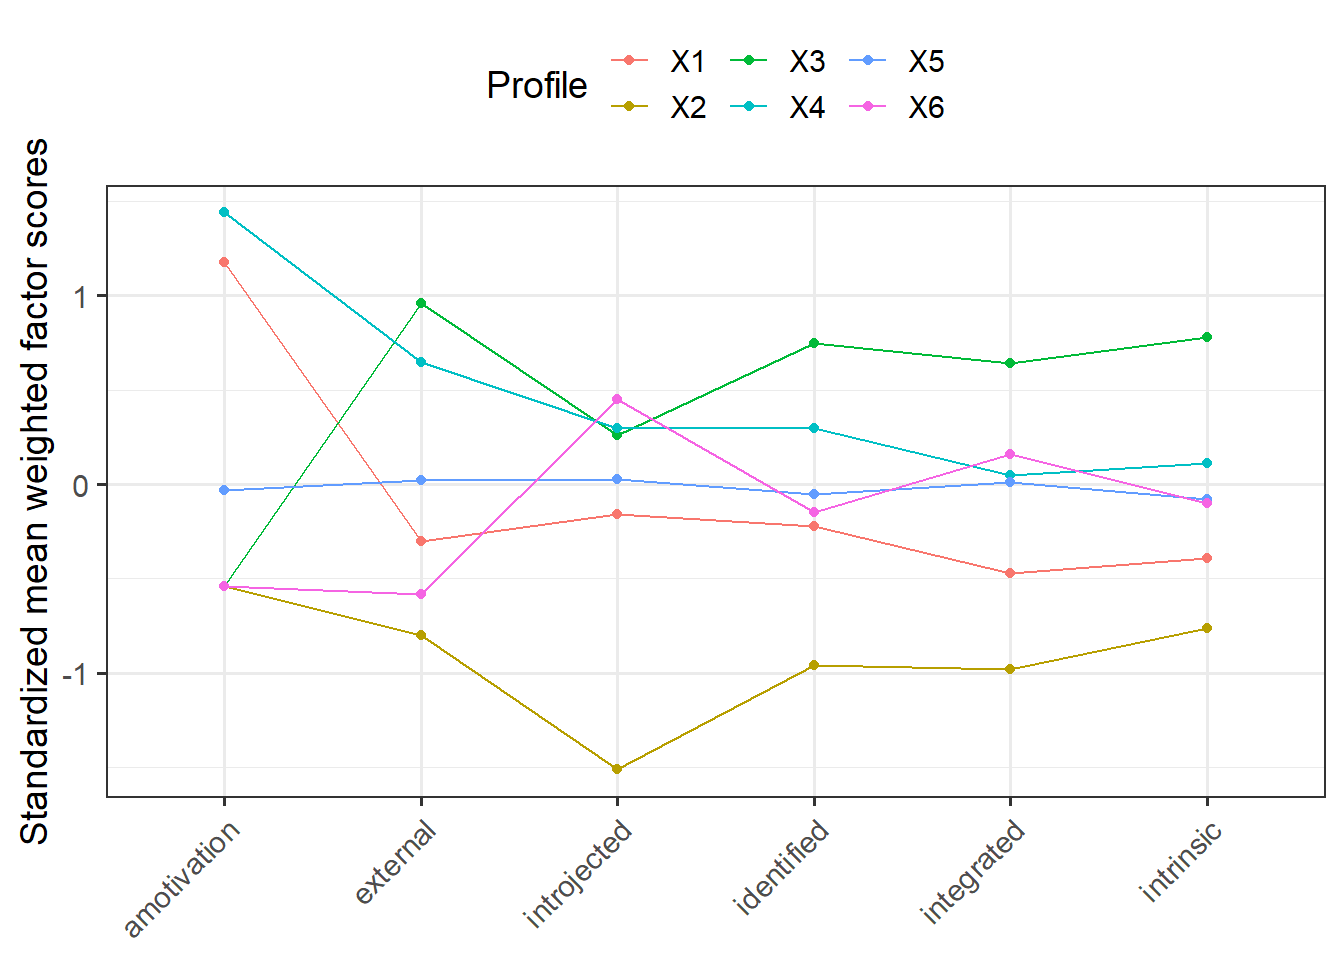 Profile
X1 X3 X5
X2 X4 X6
Standardized mean weighted factor scores
1
0
-1
amotivation
external
introjected
identified
integrated
intrinsic